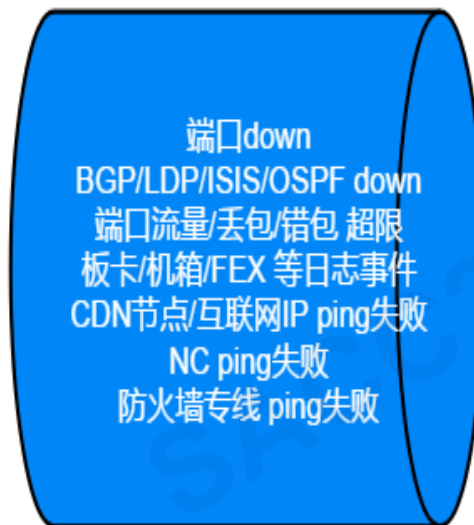 端口down
BGP/LDP/ISIS/OSPF down
端口流量/丢包/错包 超限
板卡/机箱/FEX 等日志事件
CDN节点/互联网IP ping失败
NC ping失败
防火墙专线 ping失败